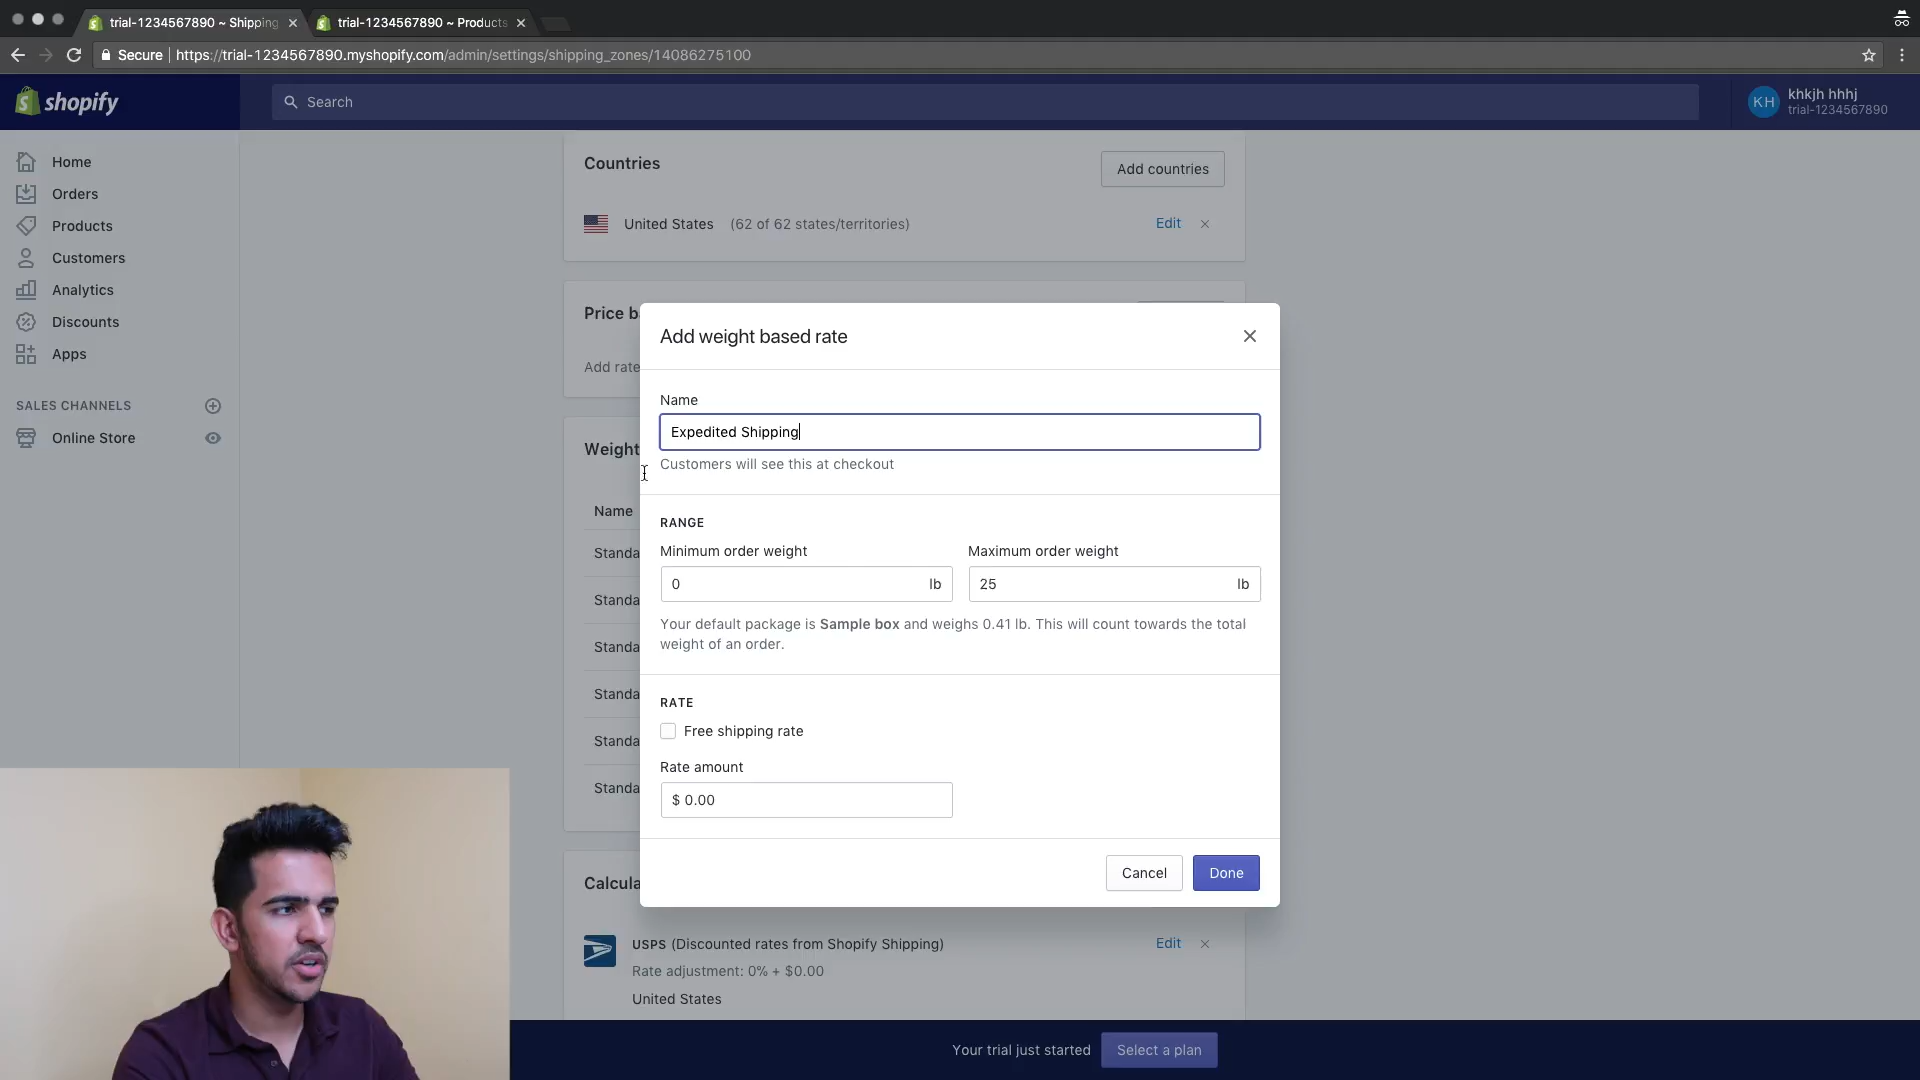 trial-1234567890 ~ Shipping
trial-1234567890 ~ Products
Secure
https://trial-1234567890.myshopify.com/admin/settings/shipping_zones/14086275100
shopify
Search
KH
khkjh hhhj
trial-1234567890
Home
Orders
Products
Customers
Analytics
Discounts
Apps
SALES CHANNELS
Online Store
Countries
Add countries
United States (62 of 62 states/territories)
Edit
Price b
Add rate
Weight
Name
Standa
Standa
Standa
Standa
Standa
Standa
Calcula
Add weight based rate
Name
Expedited Shipping
Customers will see this at checkout
RANGE
Minimum order weight
Maximum order weight
0 lb
25 lb
Your default package is Sample box and weighs 0.41 lb. This will count towards the total
weight of an order.
RATE
Free shipping rate
Rate amount
$ 0.00
Cancel
Done
USPS (Discounted rates from Shopify Shipping)
Edit
Rate adjustment: 0% + $0.00
United States
Your trial just started
Select a plan